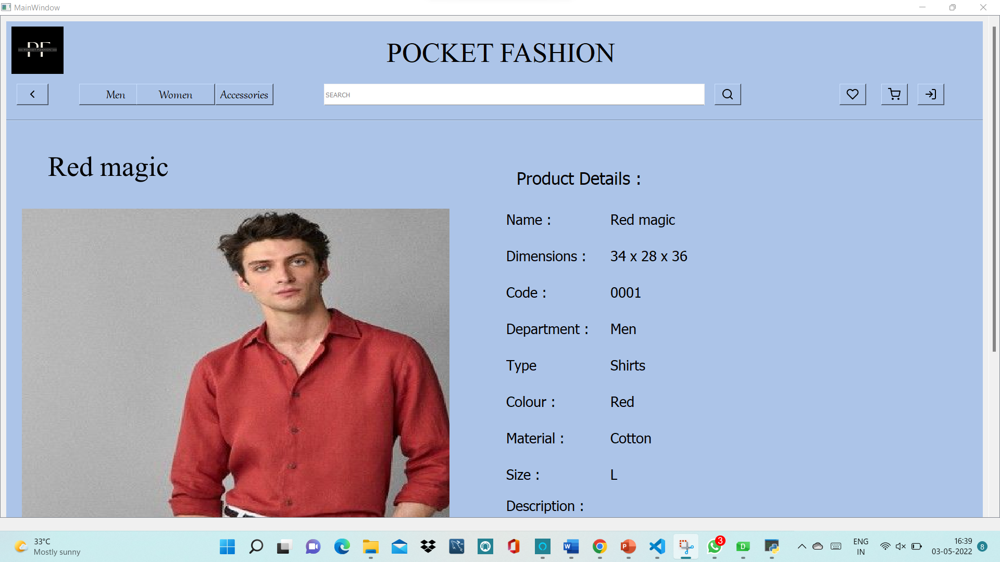 MainWindow
PF
POCKET FASHION
POCKET FASHION
Men
Women
Accessories
SEARCH
Red magic
Product Details :
Name :
Red magic
Dimensions :
34 x 28 x 36
Code :
0001
Department :
Men
Type
Shirts
Colour :
Red
Material :
Cotton
Size :
L
Description :
33°C
Mostly sunny
W
P
3
D
ENG
IN
16:39
03-05-2022
8